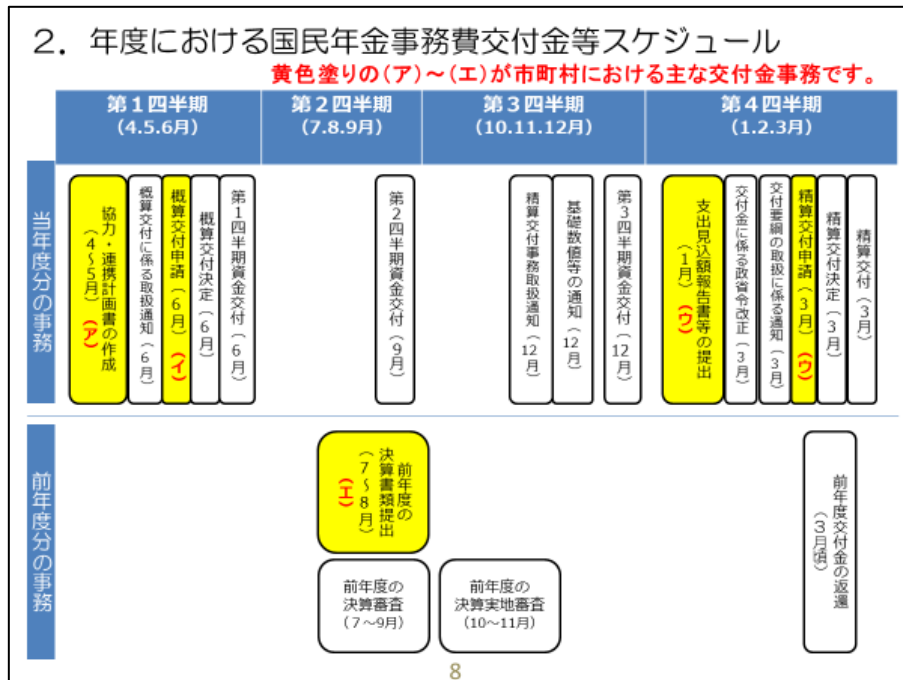 ２．年度における国民年金事務費交付金等スケジュール
黄色塗りの(ア)～(エ)が市町村における主な交付金事務です。
第１四半期
(4.5.6月)
第２四半期
(7.8.9月)
第３四半期
(10.11.12月)
第４四半期
(1.2.3月)
当年度分の事務
協力・連携計画書の作成
（４～５月）（ア）
概算交付に係る取扱通知（６月）
概算交付申請（６月）（イ）
概算交付決定（６月）
第１四半期資金交付（６月）
第２四半期資金交付（９月）
精算交付事務取扱通知（12月）
基礎数値等の通知（12月）
第３四半期資金交付（12月）
支出見込額報告書等の提出
（１月）（ウ）
交付金に係る政省令改正（３月）
交付要綱の取扱に係る通知（３月）
精算交付申請（３月）（ウ）
精算交付決定（３月）
精算交付（３月）
前年度分の事務
前年度の
決算書類提出
（７～８月）
（エ）
前年度の
決算審査
(７～９月)
前年度の
決算実地審査
(10～11月)
前年度交付金の返還
（３月頃）
8